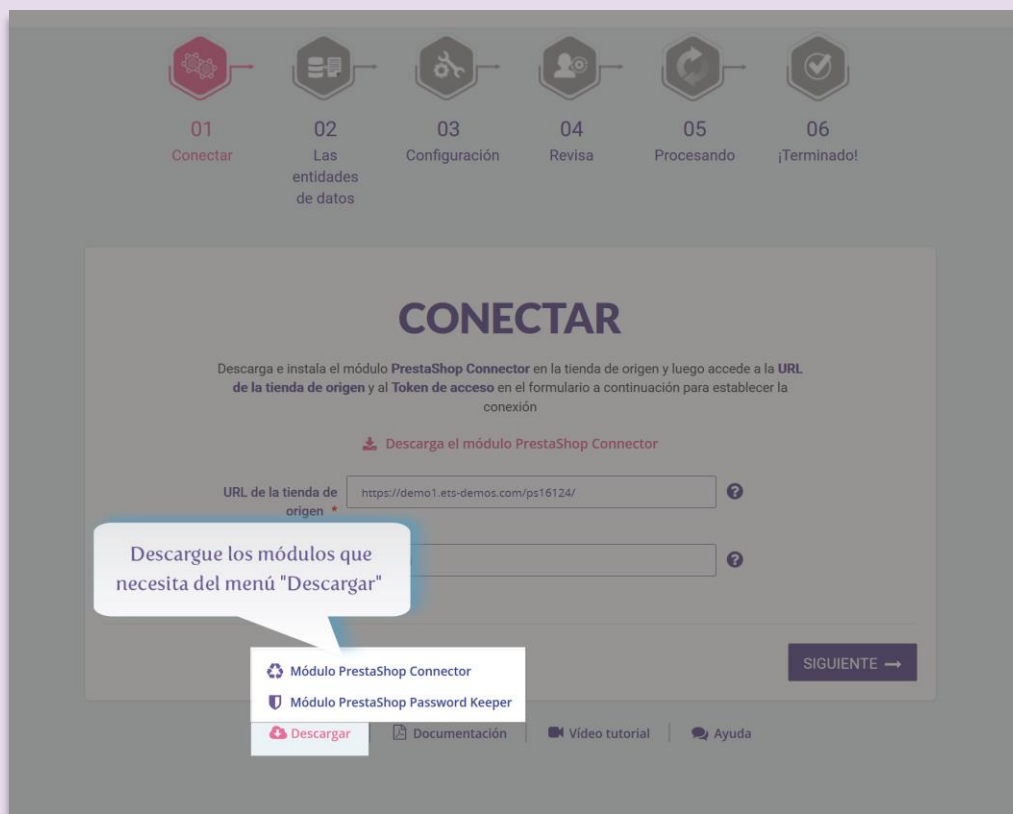 01
Conectar
02
Las
entidades
de datos
03
Configuración
04
Revisa
05
Procesando
06
¡Terminado!
CONECTAR
Descarga e instala el módulo PrestaShop Connector en la tienda de origen y luego accede a la URL
de la tienda de origen y al Token de acceso en el formulario a continuación para establecer la
conexión
Descarga el módulo PrestaShop Connector
URL de la tienda de
origen *
https://demo1.ets-demos.com/ps16124/
Descargue los módulos que
necesita del menú "Descargar"
Módulo PrestaShop Connector
Módulo PrestaShop Password Keeper
SIGUIENTE →
Descargar
Documentación
Vídeo tutorial
Ayuda